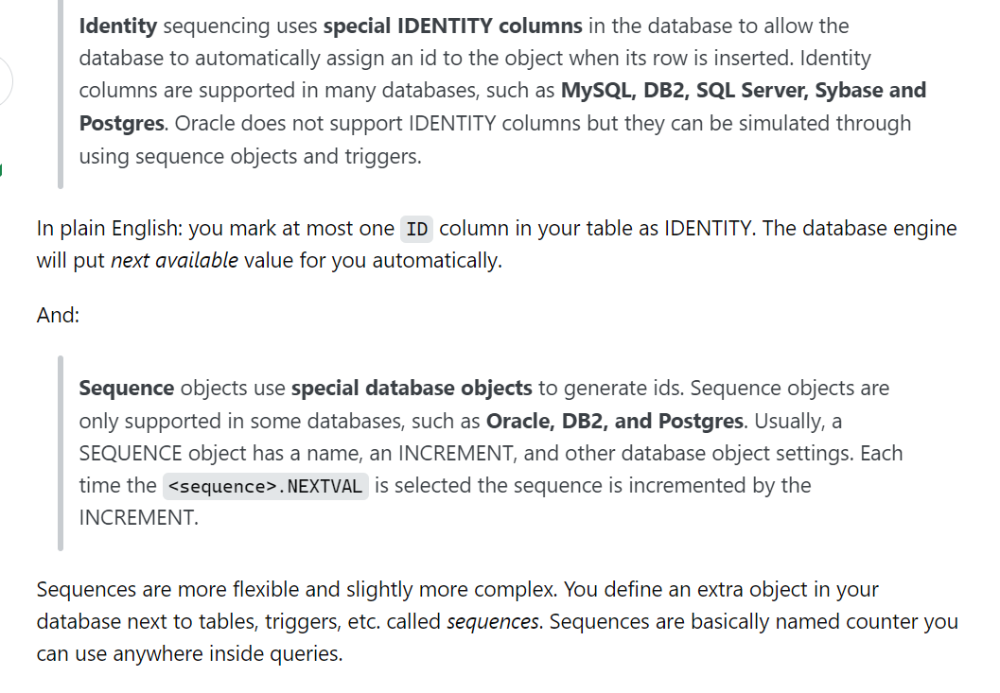 Identity sequencing uses special IDENTITY columns in the database to allow the
database to automatically assign an id to the object when its row is inserted. Identity
columns are supported in many databases, such as MySQL, DB2, SQL Server, Sybase and
Postgres. Oracle does not support IDENTITY columns but they can be simulated through
using sequence objects and triggers.
In plain English: you mark at most one ID column in your table as IDENTITY. The database engine
will put next available value for you automatically.
And:
Sequence objects use special database objects to generate ids. Sequence objects are
only supported in some databases, such as Oracle, DB2, and Postgres. Usually, a
SEQUENCE object has a name, an INCREMENT, and other database object settings. Each
time the <sequence>.NEXTVAL is selected the sequence is incremented by the
INCREMENT.
Sequences are more flexible and slightly more complex. You define an extra object in your
database next to tables, triggers, etc. called sequences. Sequences are basically named counter you
can use anywhere inside queries.